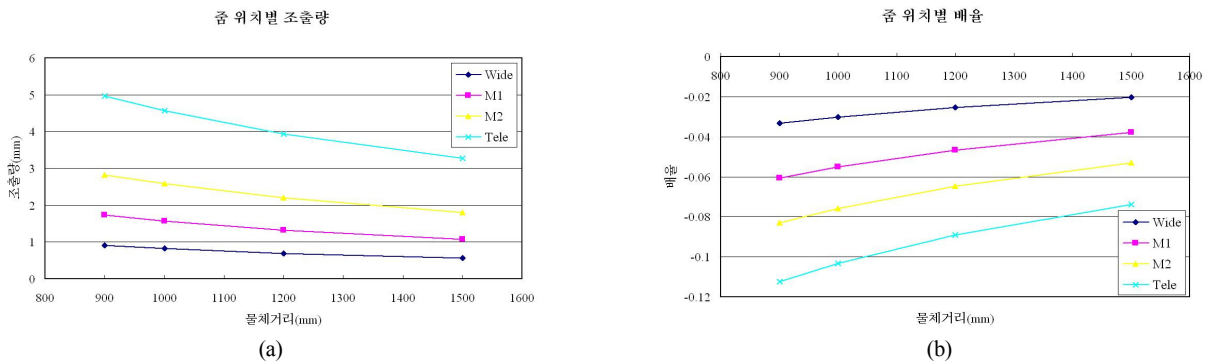 줌 위치별 조출량
6
5
4
3
2
1
0
조출량(mm)
800 900 1000 1100 1200 1300 1400 1500 1600
물체거리(mm)
Wide
M1
M2
Tele
(a)
줌 위치별 배율
0
-0.02
-0.04
-0.06
-0.08
-0.1
-0.12
배율
800 900 1000 1100 1200 1300 1400 1500 1600
물체거리(mm)
Wide
M1
M2
Tele
(b)